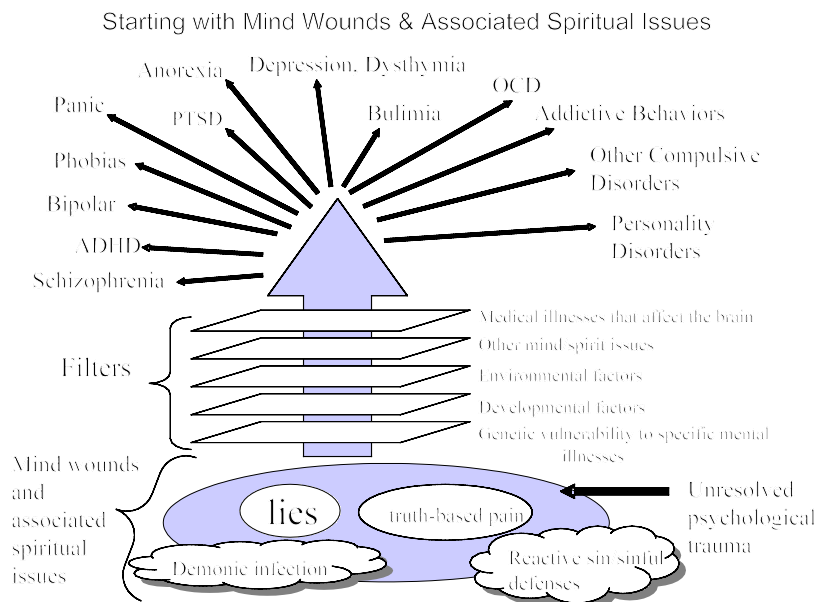 Starting with Mind Wounds & Associated Spiritual Issues
Anorexia
Depression, Dysthymia
OCD
Panic
PTSD
Bulimia
Addictive Behaviors
Phobias
Other Compulsive
Disorders
Bipolar
Personality
Disorders
ADHD
Schizophrenia
Medical illnesses that affect the brain
Other mind spirit issues
Filters
Environmental factors
Developmental factors
Genetic vulnerability to specific mental
illnesses
Mind wounds
and
associated
spiritual
issues
lies
truth-based pain
Unresolved
psychological
trauma
Demonic infection
Reactive sin sinful
defenses